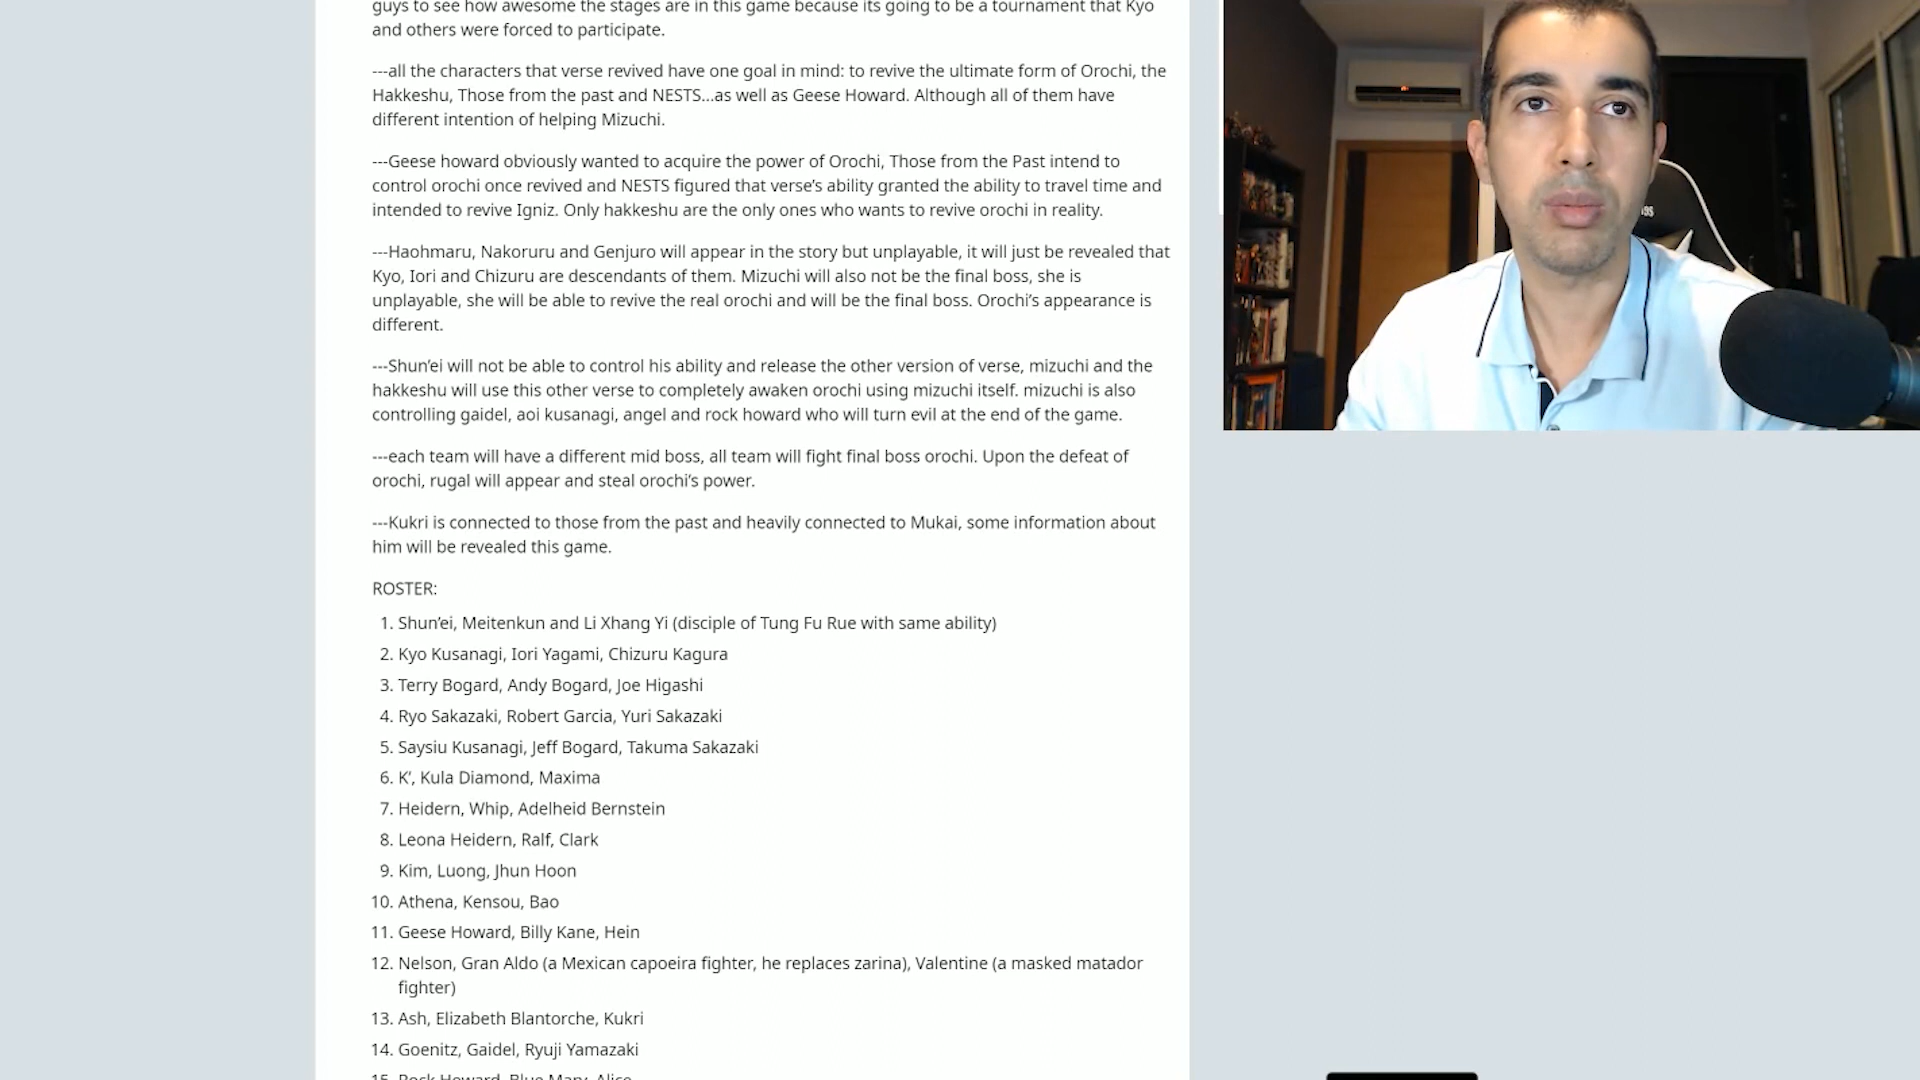 guys to see how awesome the stages are in this game because its going to be a tournament that Kyo
and others were forced to participate.
---all the characters that verse revived have one goal in mind: to revive the ultimate form of Orochi, the
Hakkeshu, Those from the past and NESTS...as well as Geese Howard. Although all of them have
different intention of helping Mizuchi.
---Geese howard obviously wanted to acquire the power of Orochi, Those from the Past intend to
control orochi once revived and NESTS figured that verse’s ability granted the ability to travel time and
intended to revive Igniz. Only hakkeshu are the only ones who wants to revive orochi in reality.
---Haohmaru, Nakoruru and Genjuro will appear in the story but unplayable, it will just be revealed that
Kyo, Iori and Chizuru are descendants of them. Mizuchi will also not be the final boss, she is
unplayable, she will be able to revive the real orochi and will be the final boss. Orochi’s appearance is
different.
---Shun’ei will not be able to control his ability and release the other version of verse, mizuchi and the
hakkeshu will use this other verse to completely awaken orochi using mizuchi itself. mizuchi is also
controlling gaidel, aoi kusanagi, angel and rock howard who will turn evil at the end of the game.
---each team will have a different mid boss, all team will fight final boss orochi. Upon the defeat of
orochi, rugal will appear and steal orochi’s power.
---Kukri is connected to those from the past and heavily connected to Mukai, some information about
him will be revealed this game.
ROSTER:
1. Shun’ei, Meitenkun and Li Xhang Yi (disciple of Tung Fu Rue with same ability)
2. Kyo Kusanagi, Iori Yagami, Chizuru Kagura
3. Terry Bogard, Andy Bogard, Joe Higashi
4. Ryo Sakazaki, Robert Garcia, Yuri Sakazaki
5. Saysiu Kusanagi, Jeff Bogard, Takuma Sakazaki
6. K’, Kula Diamond, Maxima
7. Heidern, Whip, Adelheid Bernstein
8. Leona Heidern, Ralf, Clark
9. Kim, Luong, Jhun Hoon
10. Athena, Kensou, Bao
11. Geese Howard, Billy Kane, Hein
12. Nelson, Gran Aldo (a Mexican capoeira fighter, he replaces zarina), Valentine (a masked matador
fighter)
13. Ash, Elizabeth Blantorche, Kukri
14. Goenitz, Gaidel, Ryuji Yamazaki
15. Rock Howard, Blue Mary, Alice